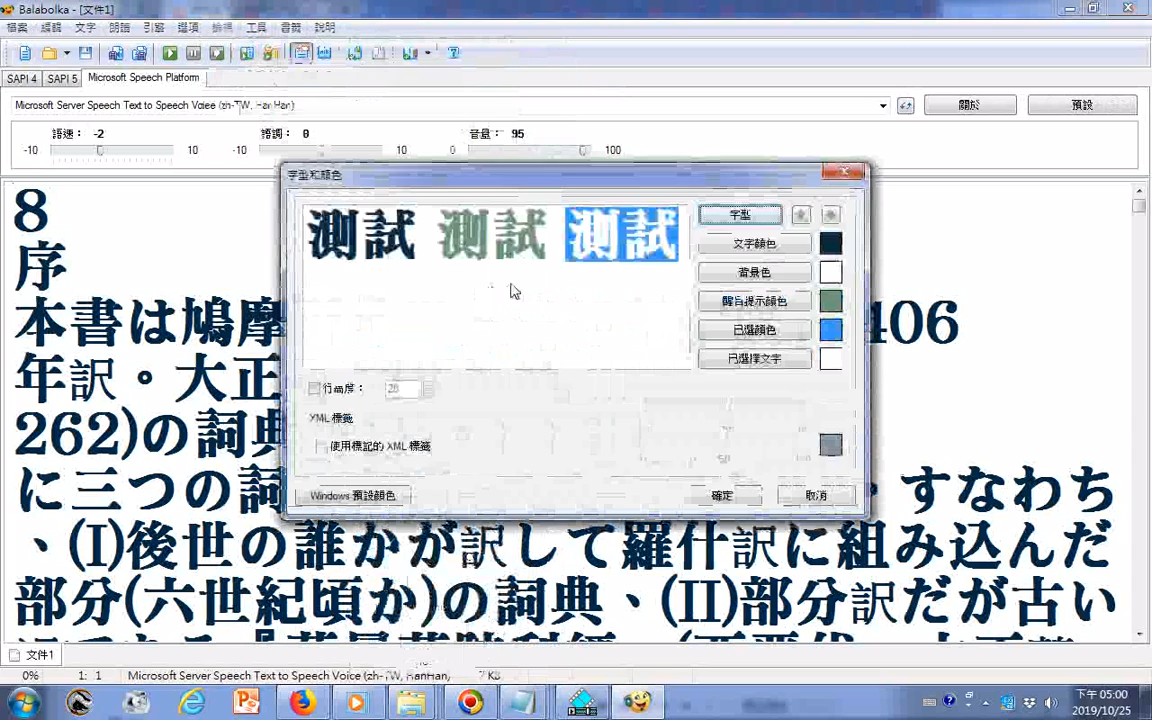 Balabolka - [文件1]
檔案 編輯 文字 朗讀 引擎 選項 工具 書籤 說明
SAPI 4 SAPI 5 Microsoft Speech Platform
Microsoft Server Speech Text to Speech Voice (zh-TW, HanHan) 關於 預設
語速： -2 語調： 0 音量： 95
-10 10 -10 10 0 100
字型和顏色
測試 測試 測試
字型
文字顏色
背景色
醒目提示顏色
已選顏色
已選擇文字
行高度： 28
XML 標籤
使用標記的 XML 標籤
Windows 預設顏色 確定 取消
8
序
本書は鳩摩 406
年訳。大正
262)の詞典
に三つの詞 、すなわち
、(I)後世の誰かが訳して羅什訳に組み込んだ
部分(六世紀頃か)の詞典、(II)部分訳だが古い
文件1
0% 1: 1 Microsoft Server Speech Text to Speech Voice (zh-TW, HanHan) 7 KB
下午 05:00
2019/10/25